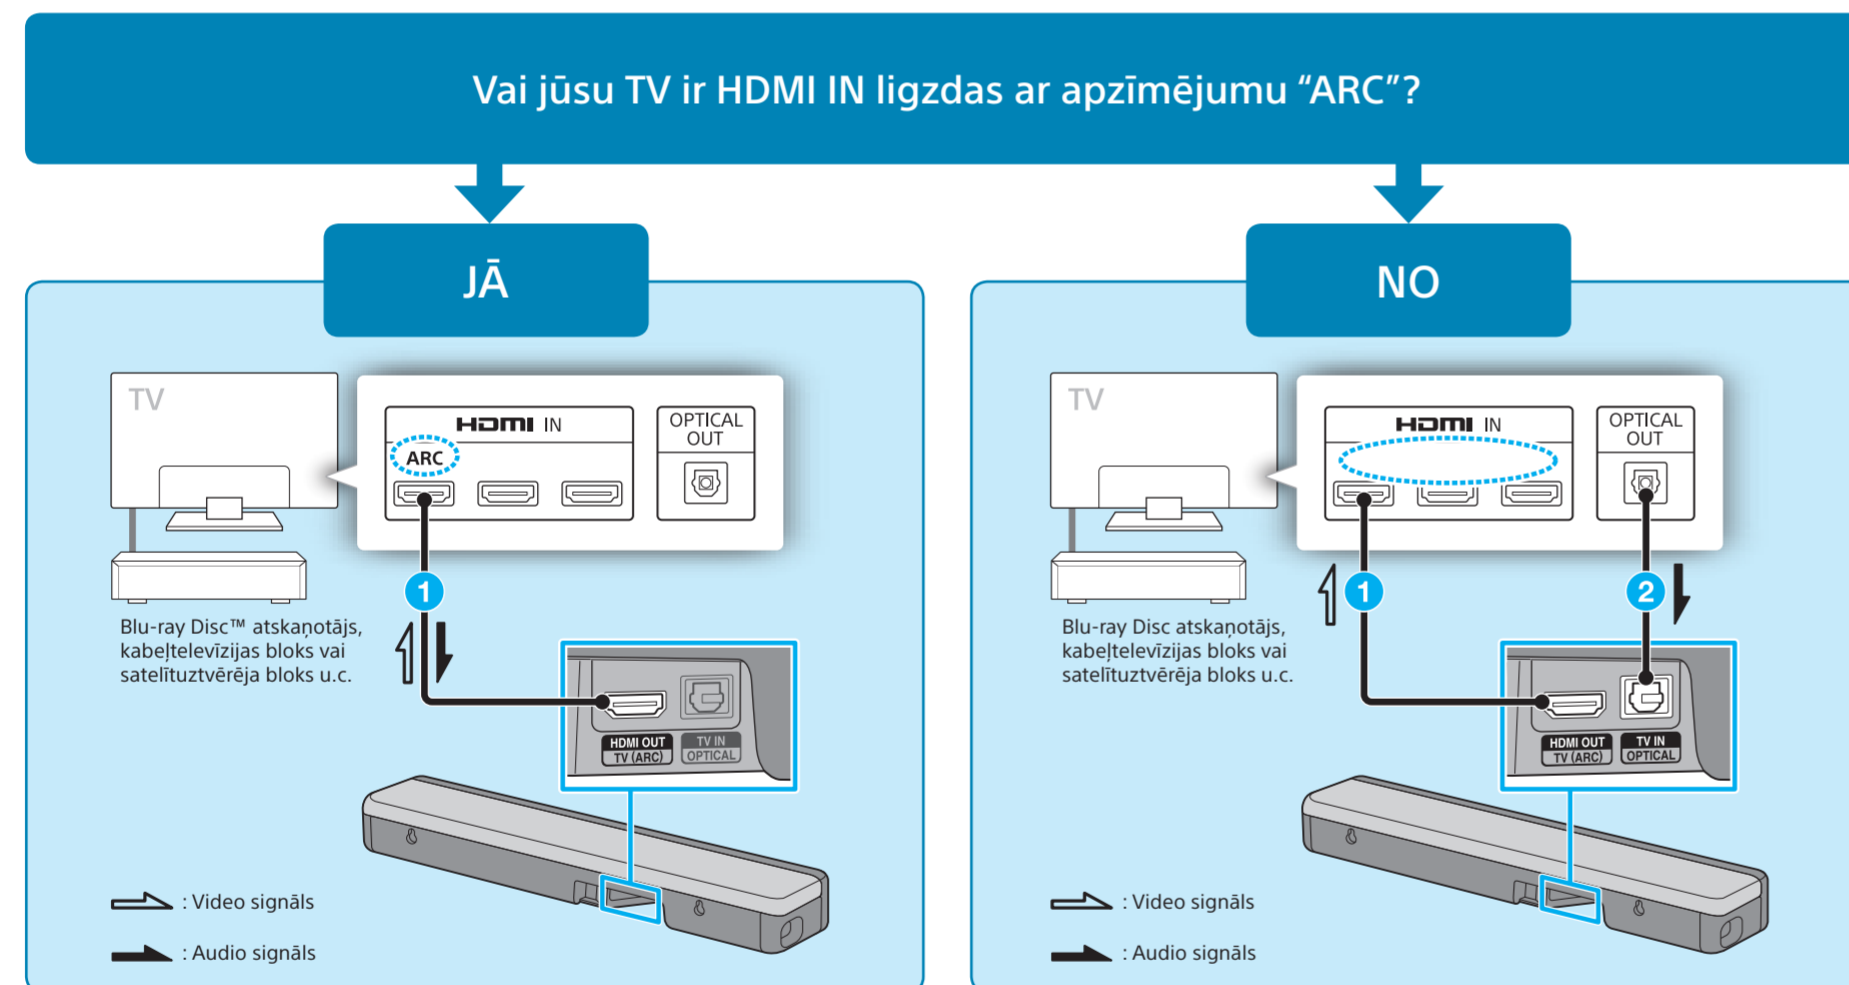 Vai jūsu TV ir HDMI IN ligzdas ar apzīmējumu “ARC”?
JĀ
TV
HDMI IN
ARC
OPTICAL
OUT
1
Blu-ray Disc™ atskaņotājs,
kabeļtelevīzijas bloks vai
satelītuztvērēja bloks u.c.
HDMI OUT
TV (ARC)
TV IN
OPTICAL
: Video signāls
: Audio signāls
NO
TV
HDMI IN
OPTICAL
OUT
1
2
Blu-ray Disc atskaņotājs,
kabeļtelevīzijas bloks vai
satelītuztvērēja bloks u.c.
HDMI OUT
TV (ARC)
TV IN
OPTICAL
: Video signāls
: Audio signāls